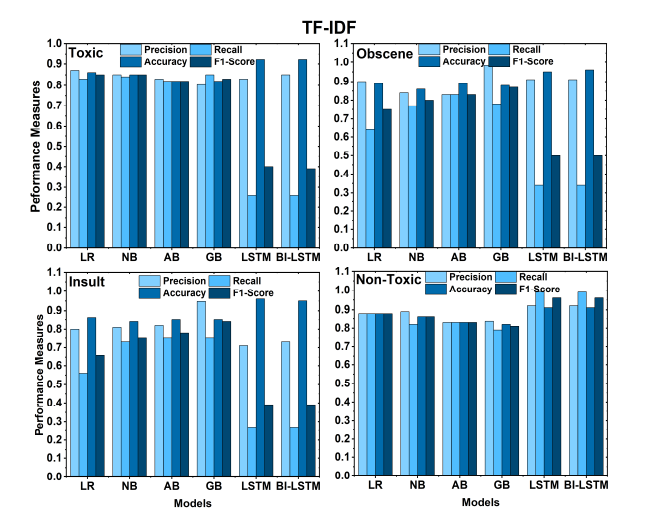 TF-IDF
Toxic
Precision Recall
Accuracy F1-Score
Peformance Measures
1.0
0.9
0.8
0.7
0.6
0.5
0.4
0.3
0.2
0.1
0.0
LR NB AB GB LSTM BI-LSTM
Obscene
Precision Recall
Accuracy F1-Score
1.1
1.0
0.9
0.8
0.7
0.6
0.5
0.4
0.3
0.2
0.1
0.0
LR NB AB GB LSTM BI-LSTM
Insult
Precision Recall
Accuracy F1-Score
Performance Measures
1.1
1.0
0.9
0.8
0.7
0.6
0.5
0.4
0.3
0.2
0.1
0.0
LR NB AB GB LSTM BI-LSTM
Models
Non-Toxic
Precision Recall
Accuracy F1 Score
1.1
1.0
0.9
0.8
0.7
0.6
0.5
0.4
0.3
0.2
0.1
0.0
LR NB AB GB LSTM BI-LSTM
Models